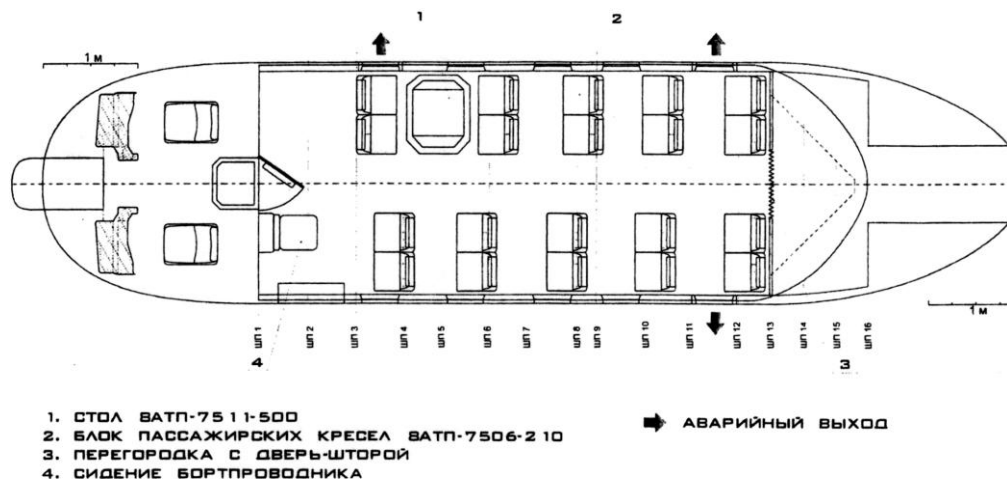 1 2
1 м
1 м
ШП 1 ШП 2 ШП 3 ШП 4 ШП 5 ШП 6 ШП 7 ШП 8 ШП 9 ШП 10 ШП 11 ШП 12 ШП 13 ШП 14 ШП 15 ШП 16
4 3
1. СТОЛ ВАТП-7511-500
2. БЛОК ПАССАЖИРСКИХ КРЕСЕЛ ВАТП-7506-210
3. ПЕРЕГОРОДКА С ДВЕРЬ-ШТОРОЙ
4. СИДЕНИЕ БОРТПРОВОДНИКА
АВАРИЙНЫЙ ВЫХОД